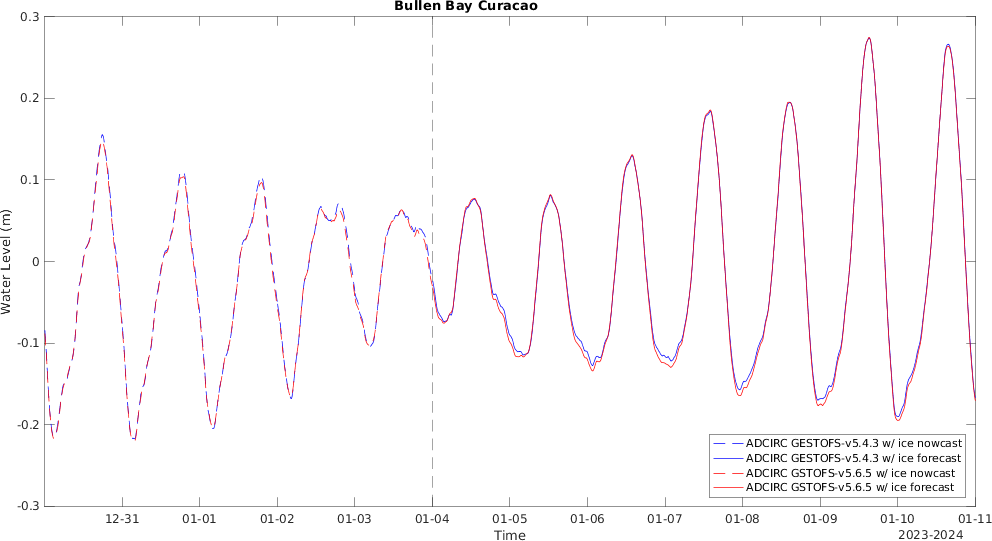 Bullen Bay Curacao
0.3
0.2
0.1
0
-0.1
-0.2
-0.3
Water Level (m)
ADCIRC GESTOFS-v5.4.3 w/ ice nowcast
ADCIRC GESTOFS-v5.4.3 w/ ice forecast
ADCIRC GSTOFS-v5.6.5 w/ ice nowcast
ADCIRC GSTOFS-v5.6.5 w/ ice forecast
12-31 01-01 01-02 01-03 01-04 01-05 01-06 01-07 01-08 01-09 01-10 01-11
Time
2023-2024